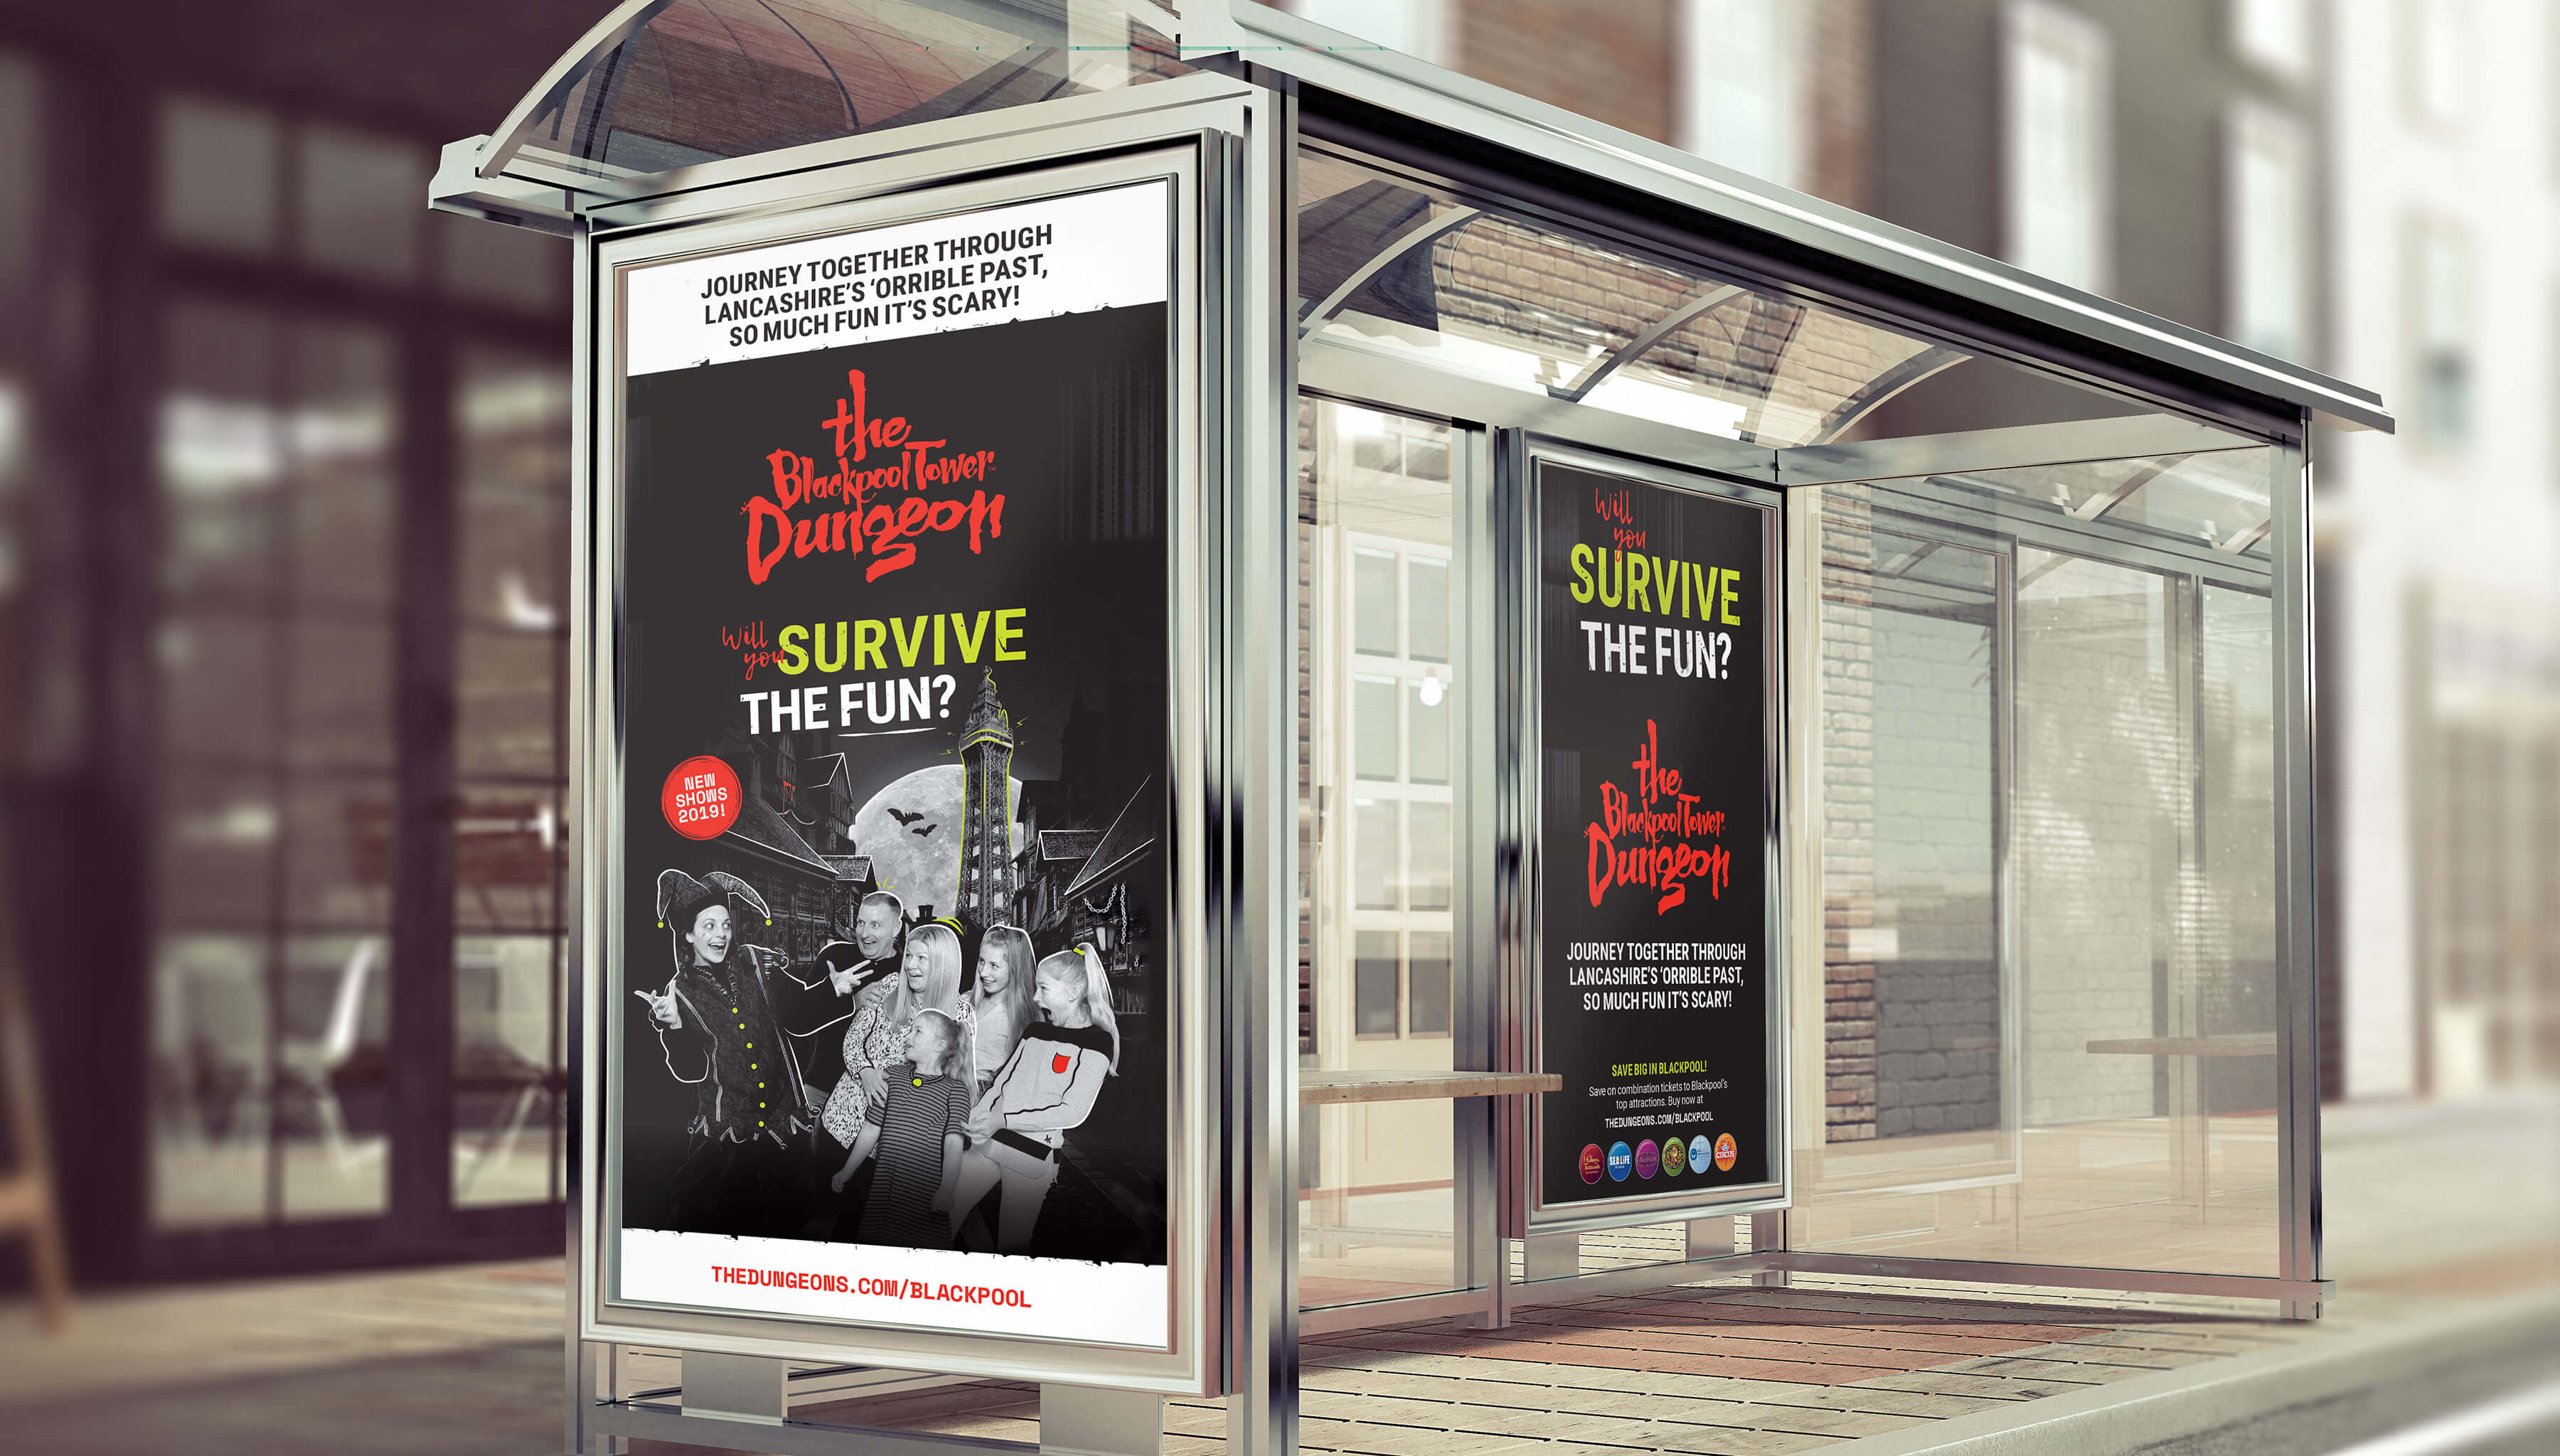 JOURNEY TOGETHER THROUGH
LANCASHIRE'S 'ORRIBLE PAST,
SO MUCH FUN IT'S SCARY!
the
Blackpool Tower™
Dungeon
Will
you SURVIVE
THE FUN?
NEW
SHOWS
2019!
THEDUNGEONS.COM/BLACKPOOL
Will
you
SURVIVE
THE FUN?
the
Blackpool Tower
Dungeon
JOURNEY TOGETHER THROUGH
LANCASHIRE'S 'ORRIBLE PAST,
SO MUCH FUN IT'S SCARY!
SAVE BIG IN BLACKPOOL!
Save on combination tickets to Blackpool's
top attractions. Buy now at
THEDUNGEONS.COM/BLACKPOOL
SEA LIFE
CIRCUS